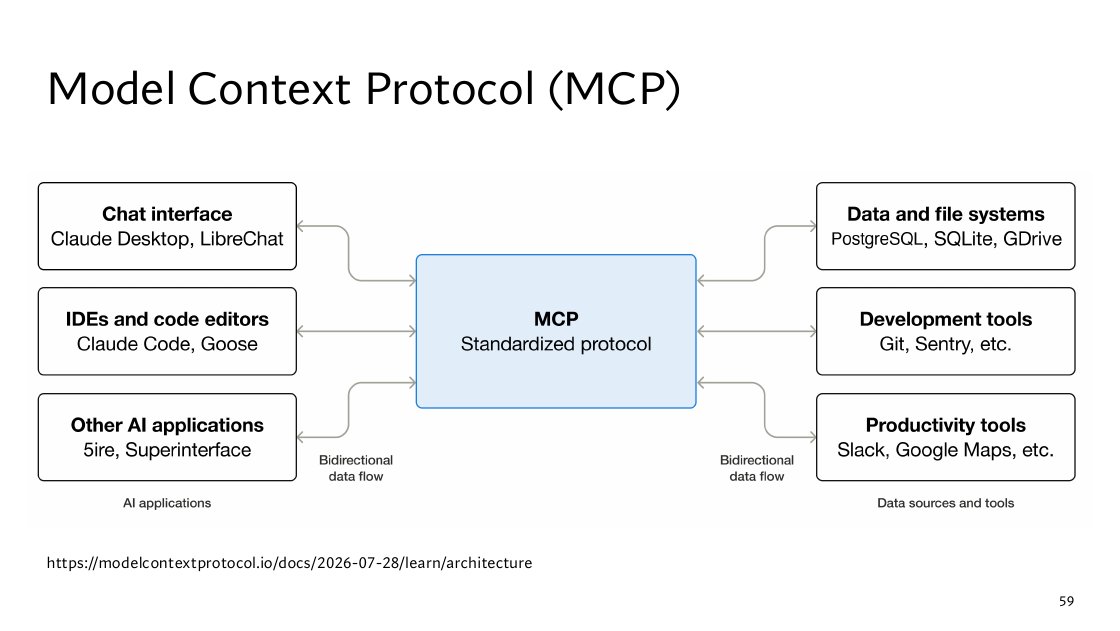 Model Context Protocol (MCP)
Chat interface
Claude Desktop, LibreChat
IDEs and code editors
Claude Code, Goose
Other AI applications
5ire, Superinterface
AI applications
Bidirectional
data flow
MCP
Standardized protocol
Bidirectional
data flow
Data and file systems
PostgreSQL, SQLite, GDrive
Development tools
Git, Sentry, etc.
Productivity tools
Slack, Google Maps, etc.
Data sources and tools
https://modelcontextprotocol.io/docs/2026-07-28/learn/architecture
59